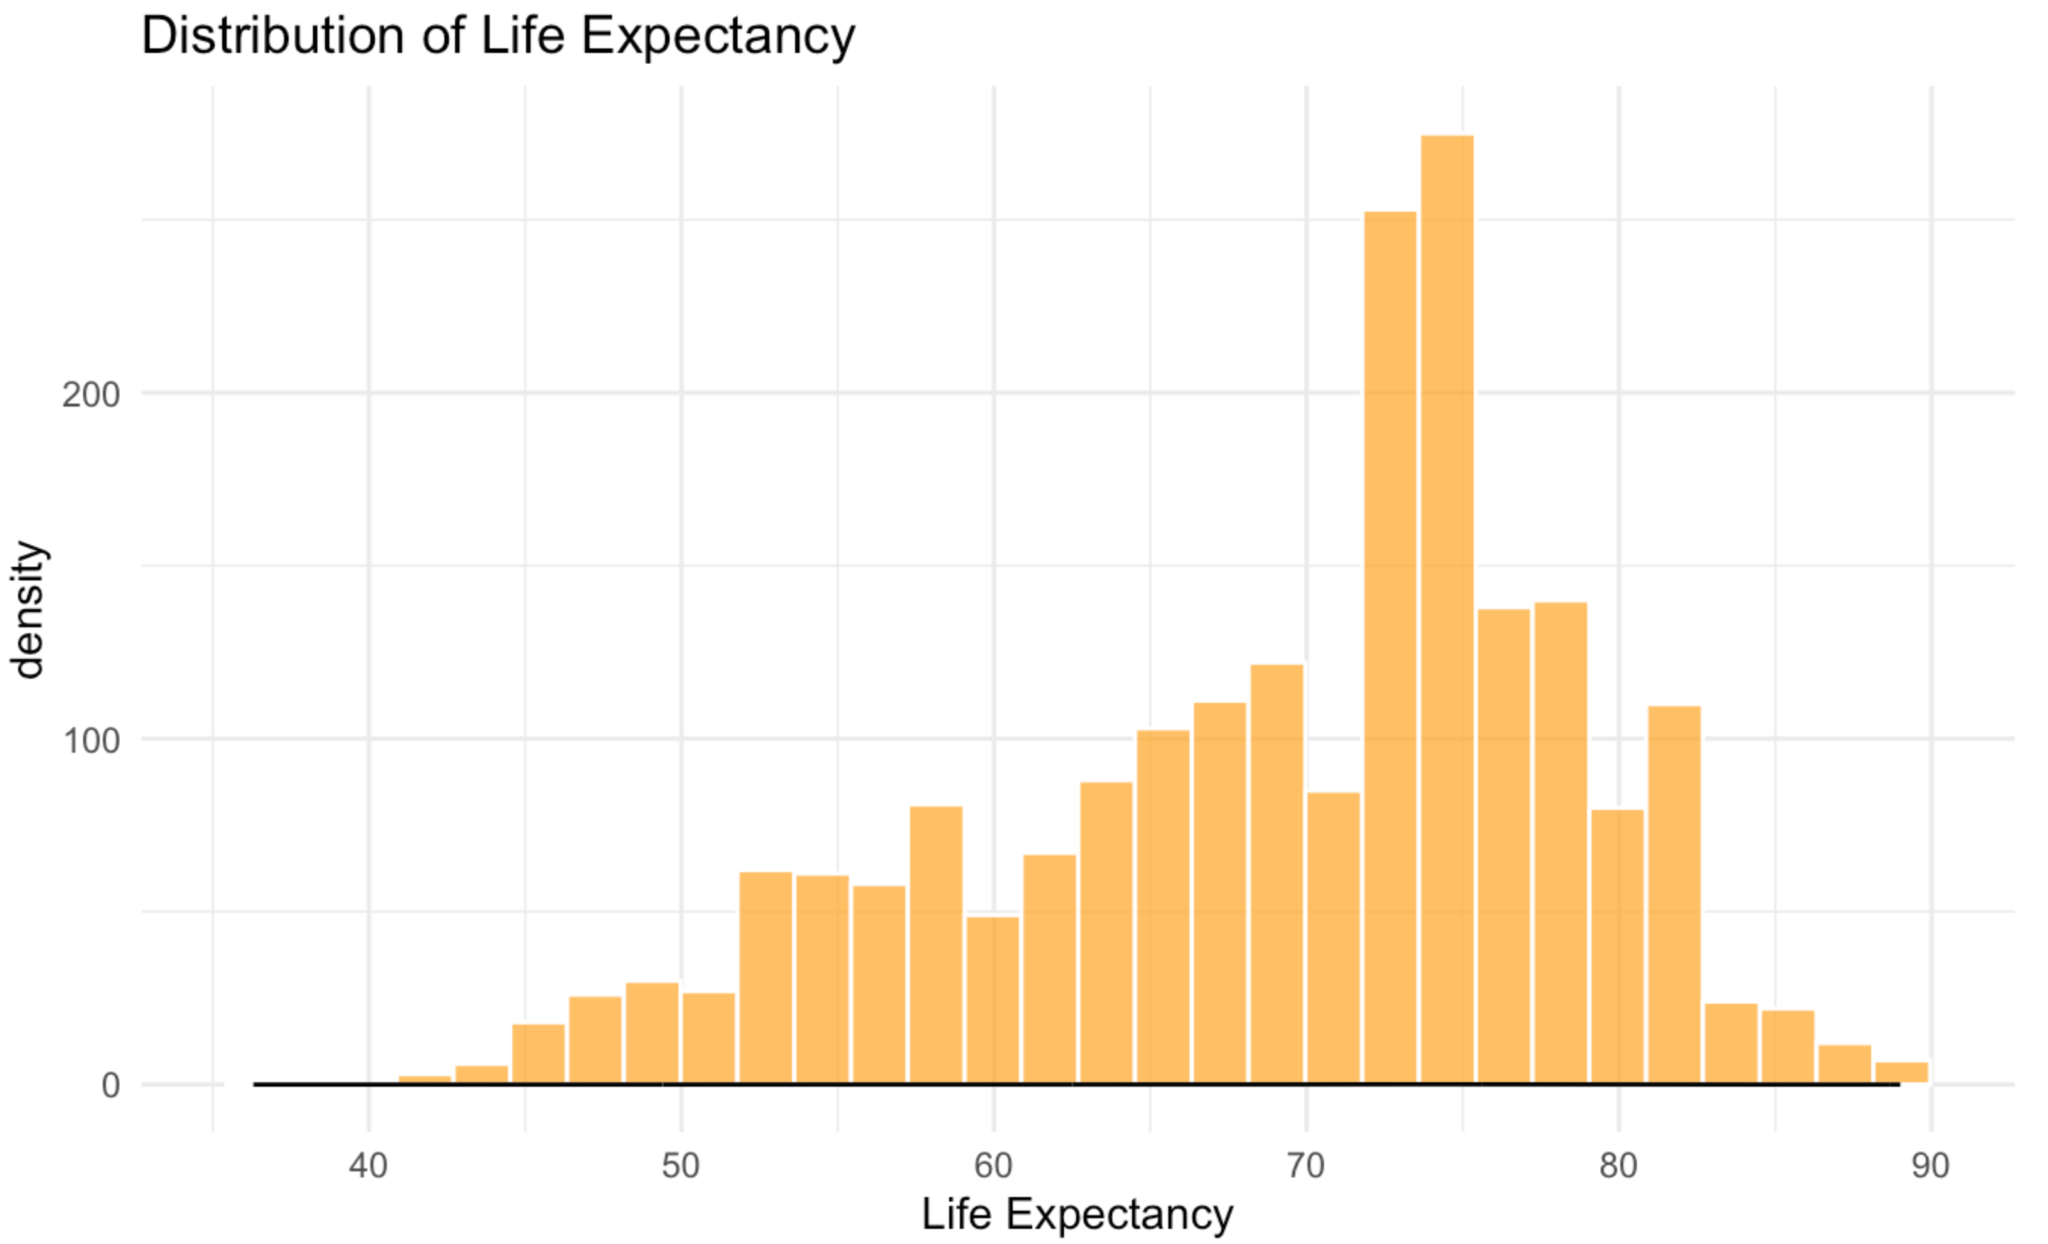 Distribution of Life Expectancy
density
200
100
0
40 50 60 70 80 90
Life Expectancy